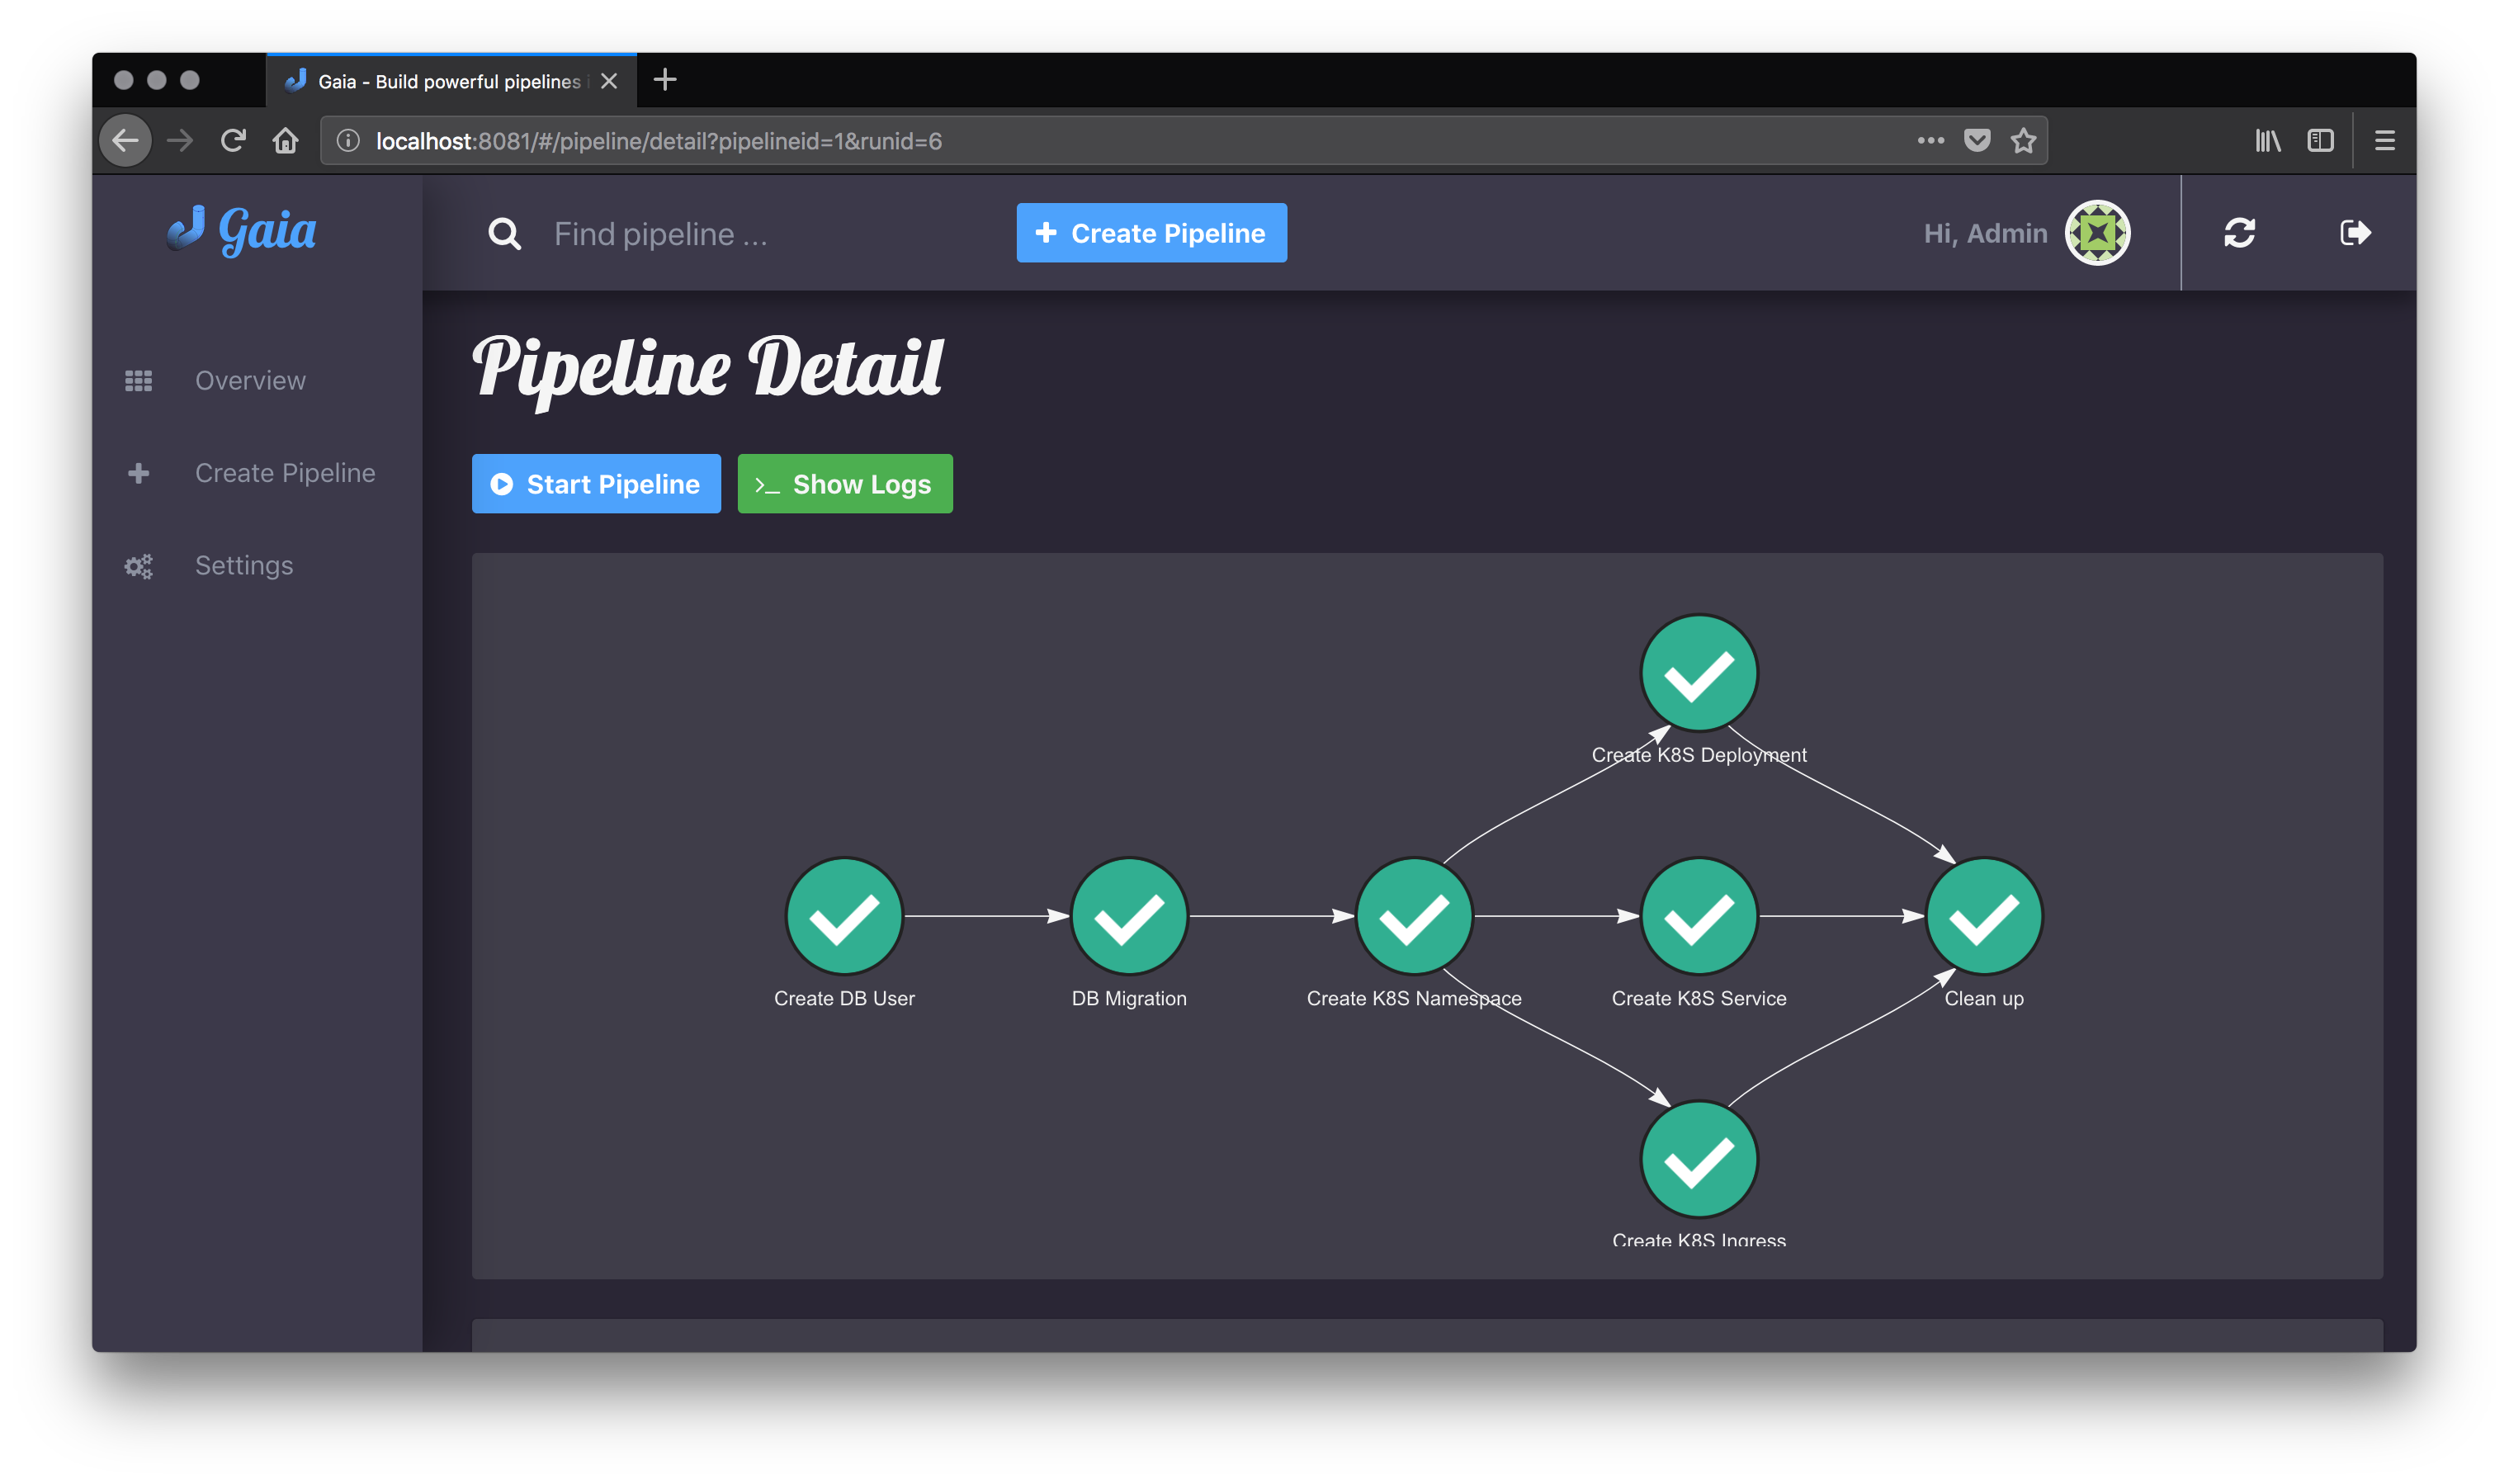 Gaia - Build powerful pipelines i
localhost:8081/#/pipeline/detail?pipelineid=1&runid=6
Gaia
Find pipeline ...
Create Pipeline
Hi, Admin
Overview
Create Pipeline
Settings
Pipeline Detail
Start Pipeline
Show Logs
Create K8S Deployment
Create DB User
DB Migration
Create K8S Namespace
Create K8S Service
Clean up
Create K8S Ingress